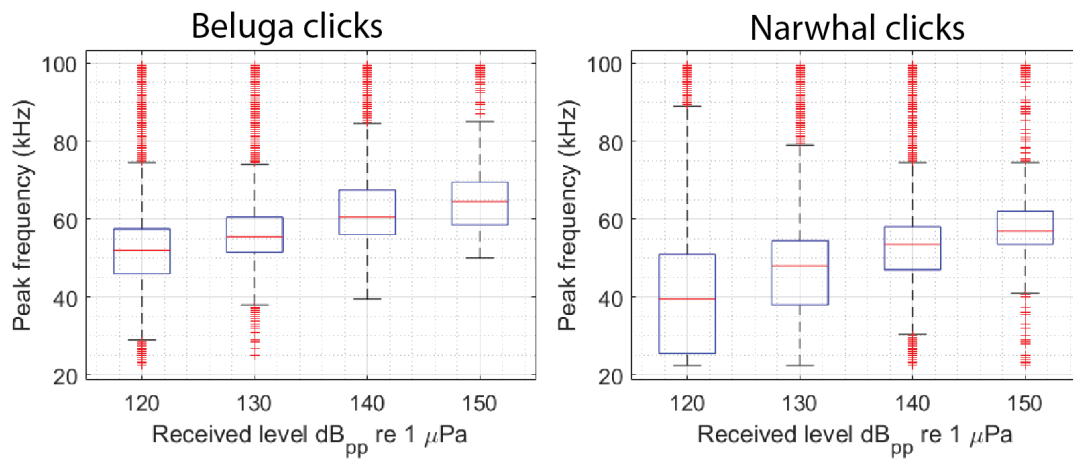 Beluga clicks
Narwhal clicks
Peak frequency (kHz)
100
80
60
40
20
120 130 140 150
Received level dBpp re 1 μPa
Peak frequency (kHz)
100
80
60
40
20
120 130 140 150
Received level dBpp re 1 μPa